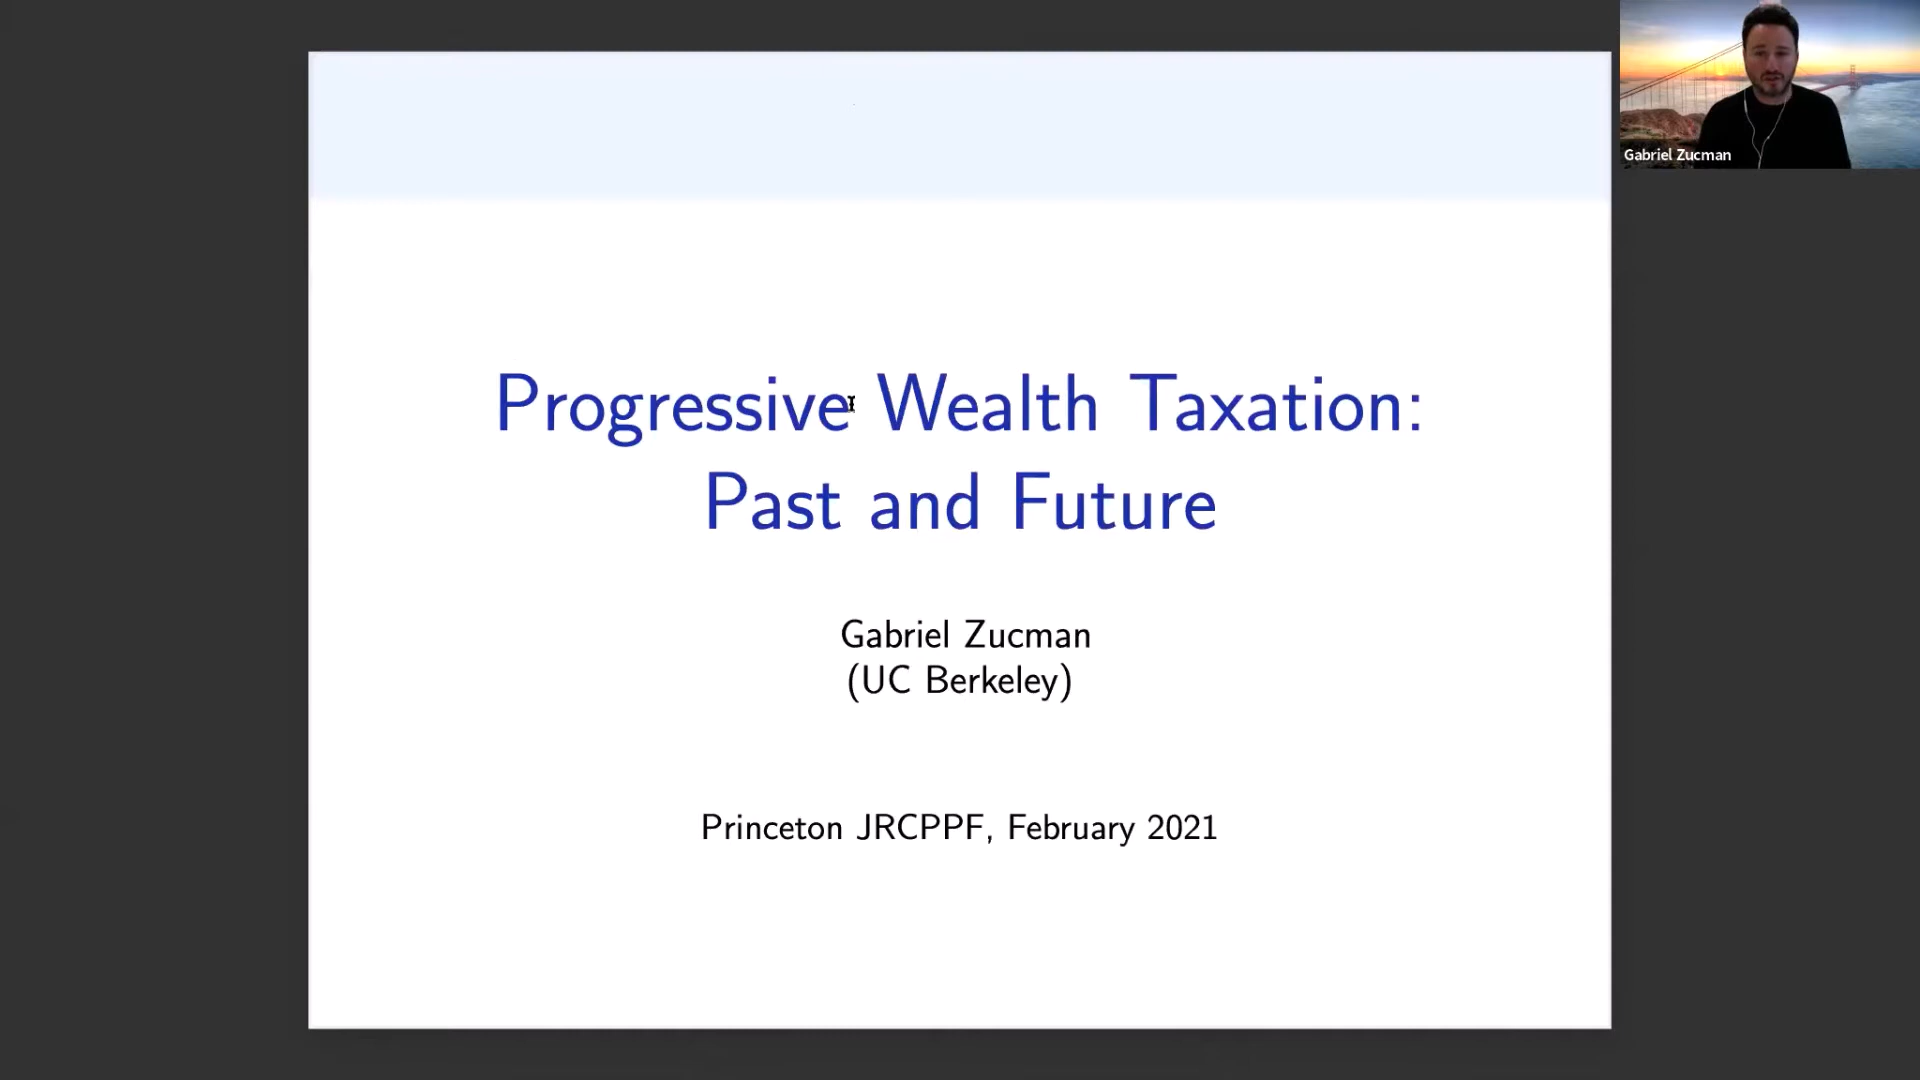 Progressive Wealth Taxation:
Past and Future
Gabriel Zucman
(UC Berkeley)
Princeton JRCPPF, February 2021
Gabriel Zucman